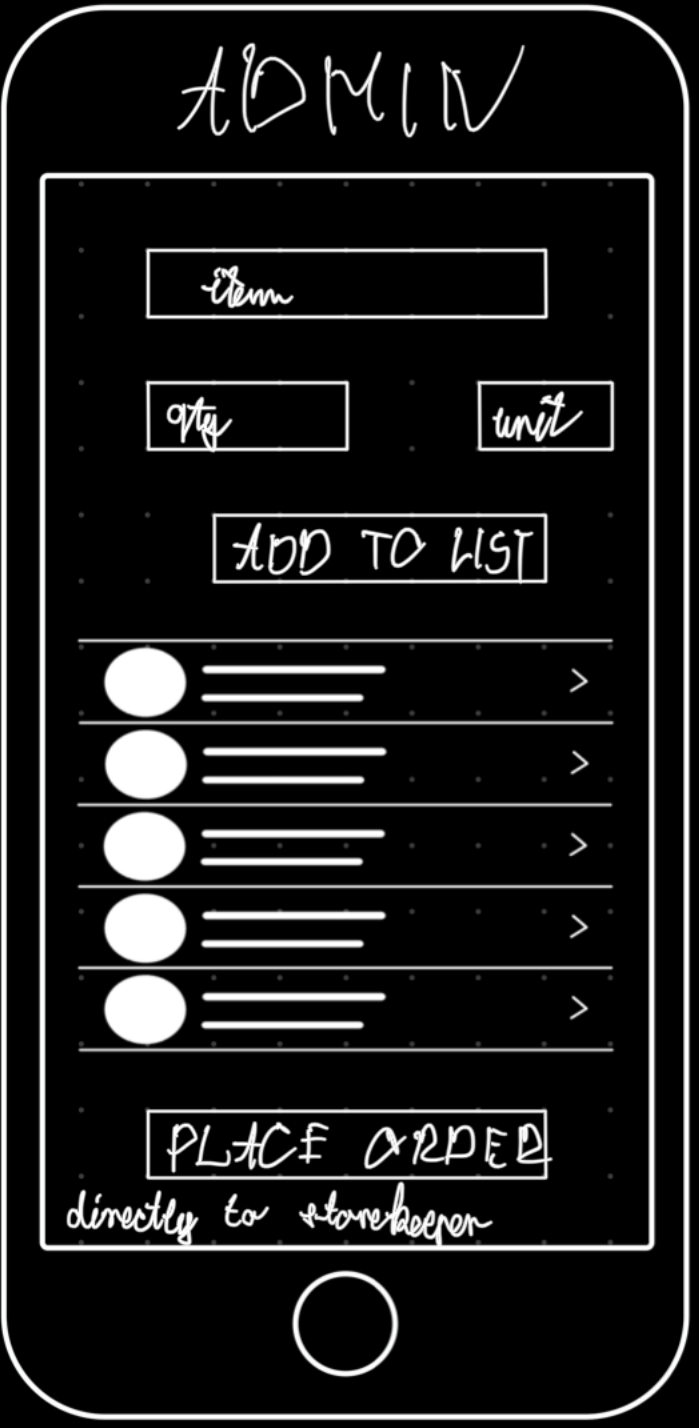 ADMIN
item
qty unit
ADD TO LIST
PLACE ORDER
directly to storekeeper